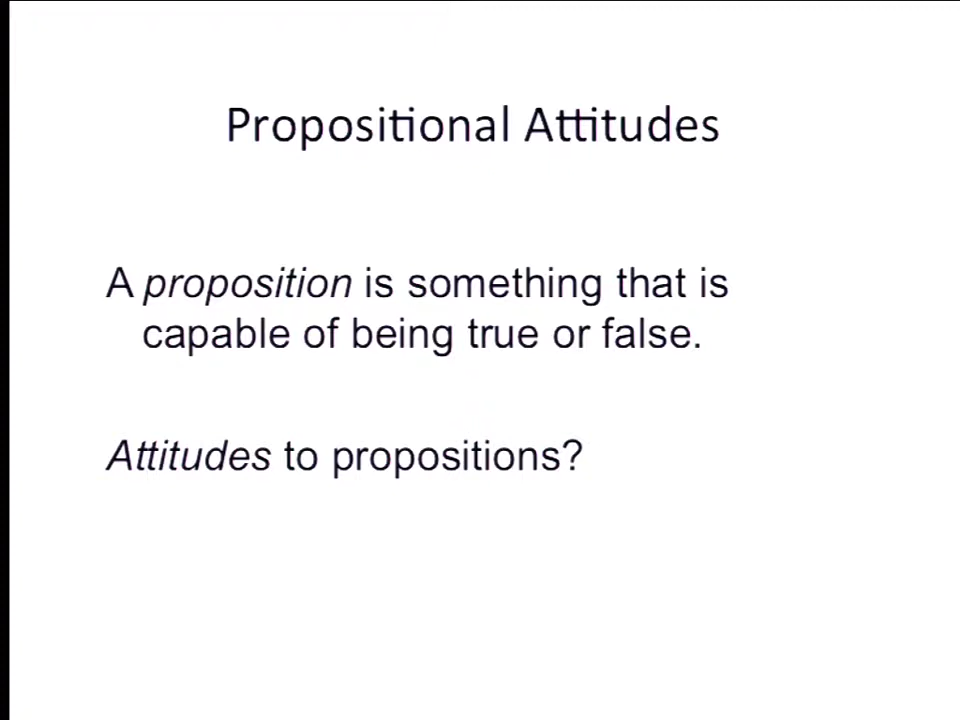 Propositional Attitudes
A proposition is something that is
capable of being true or false.
Attitudes to propositions?